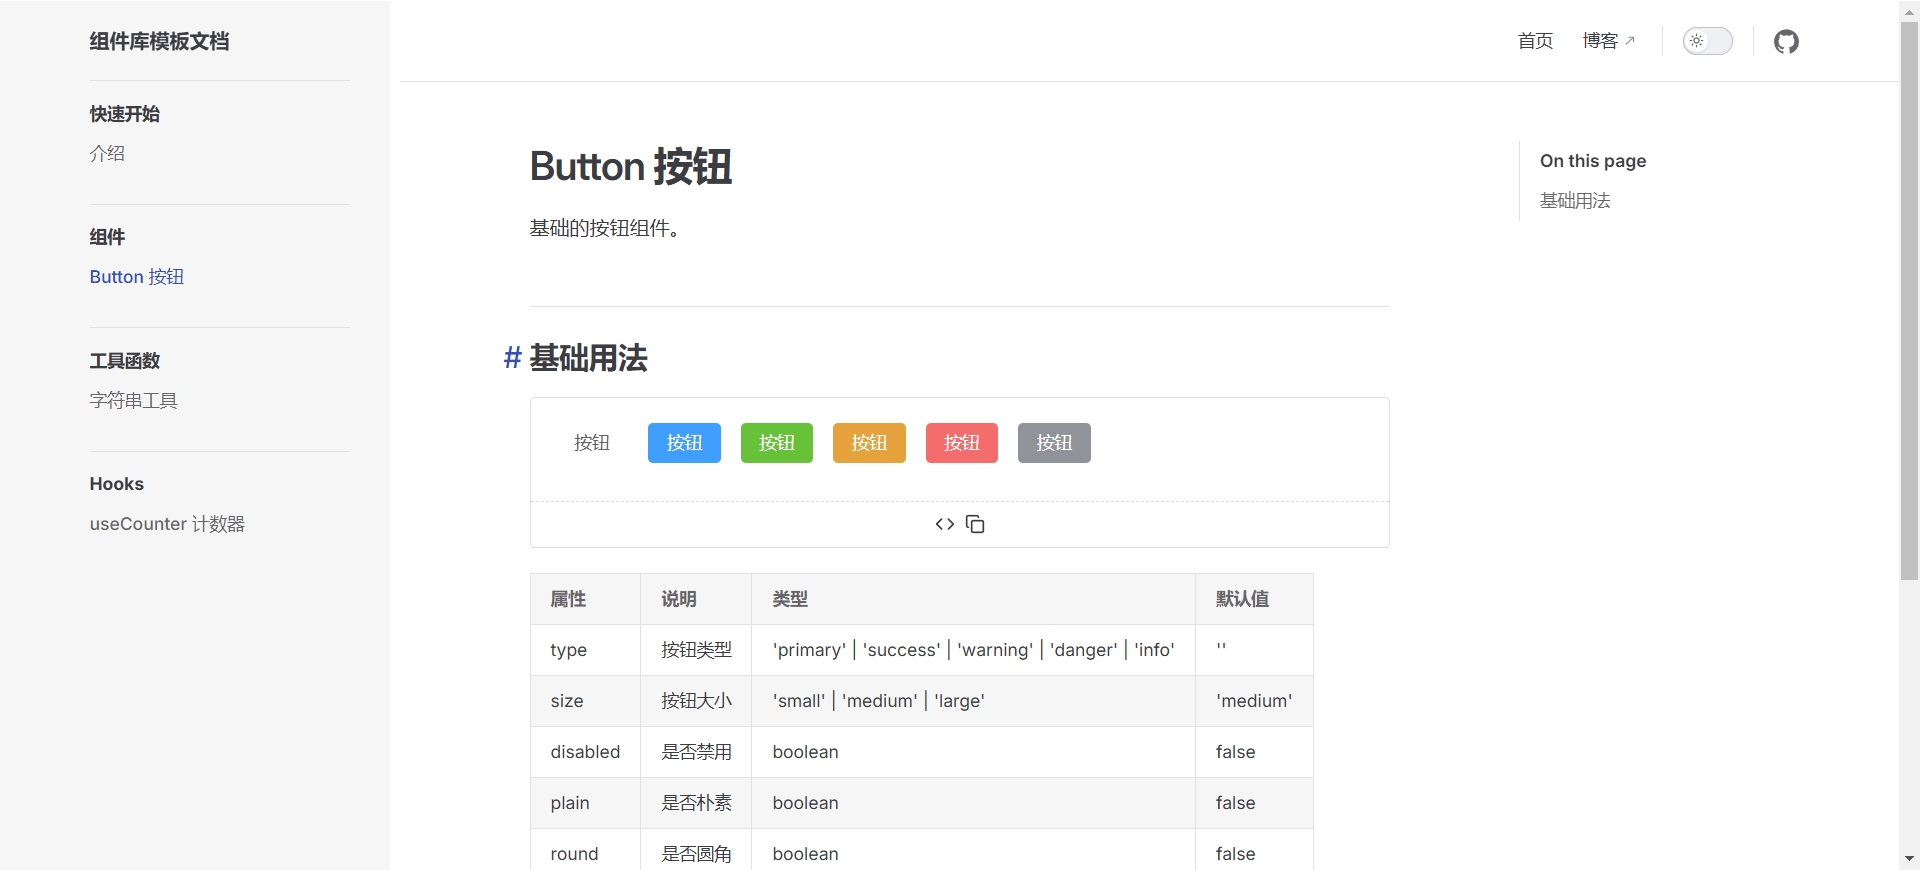 组件库模板文档
首页
博客
快速开始
介绍
组件
Button 按钮
工具函数
字符串工具
Hooks
useCounter 计数器
Button 按钮
基础的按钮组件。
# 基础用法
按钮 按钮 按钮 按钮 按钮 按钮
属性 说明 类型 默认值
type 按钮类型 'primary' | 'success' | 'warning' | 'danger' | 'info' ''
size 按钮大小 'small' | 'medium' | 'large' 'medium'
disabled 是否禁用 boolean false
plain 是否朴素 boolean false
round 是否圆角 boolean false
On this page
基础用法